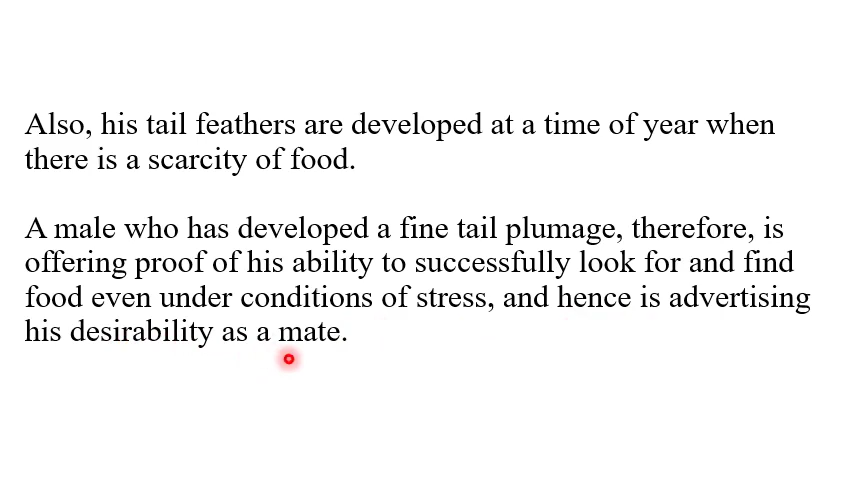 Also, his tail feathers are developed at a time of year when
there is a scarcity of food.
A male who has developed a fine tail plumage, therefore, is
offering proof of his ability to successfully look for and find
food even under conditions of stress, and hence is advertising
his desirability as a mate.